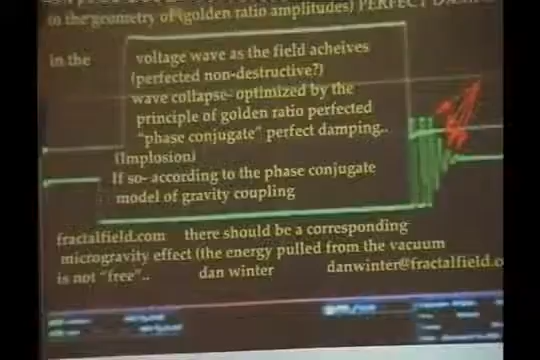 to the geometry of (golden ratio amplitudes) PERFECT
in the
voltage wave as the field acheives
(perfected non-destructive?)
wave collapse- optimized by the
principle of golden ratio perfected
"phase conjugate" perfect damping..
(Implosion)
If so- according to the phase conjugate
model of gravity coupling
fractalfield.com there should be a corresponding
microgravity effect (the energy pulled from the vacuum
is not "free".. dan winter danwinter@fractalfield.c